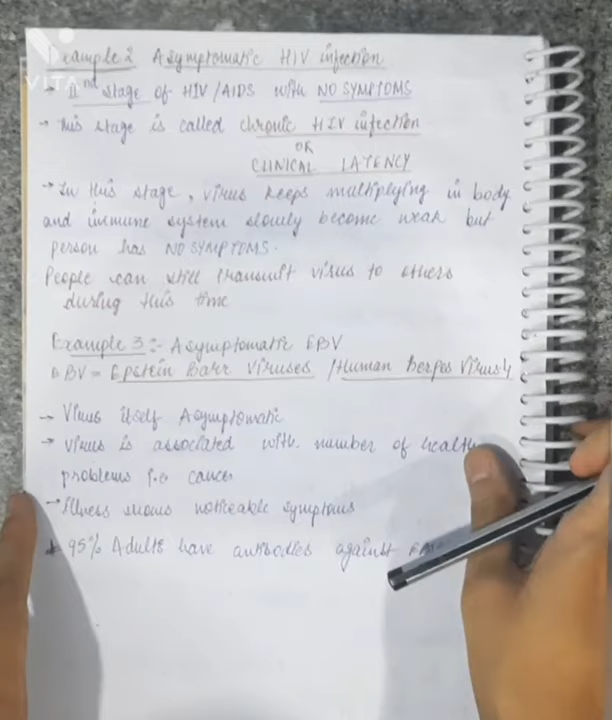 VITA
Example 2 Asymptomatic HIV infection
→ IInd stage of HIV/AIDS with NO SYMPTOMS
→ This stage is called chronic HIV infection
OR
CLINICAL LATENCY
→ In this stage, virus keeps multiplying in body
and immune system slowly become weak but
person has NO SYMPTOMS.
People can still transmit virus to others
during this time
Example 3 :- Asymptomatic EBV
EBV = Epstein Barr Viruses / Human herpes virus 4
→ Virus itself Asymptomatic
→ Virus is associated with number of health
problems i.e cancer
→ Illness shows noticeable symptoms
95% Adults have antibodies against